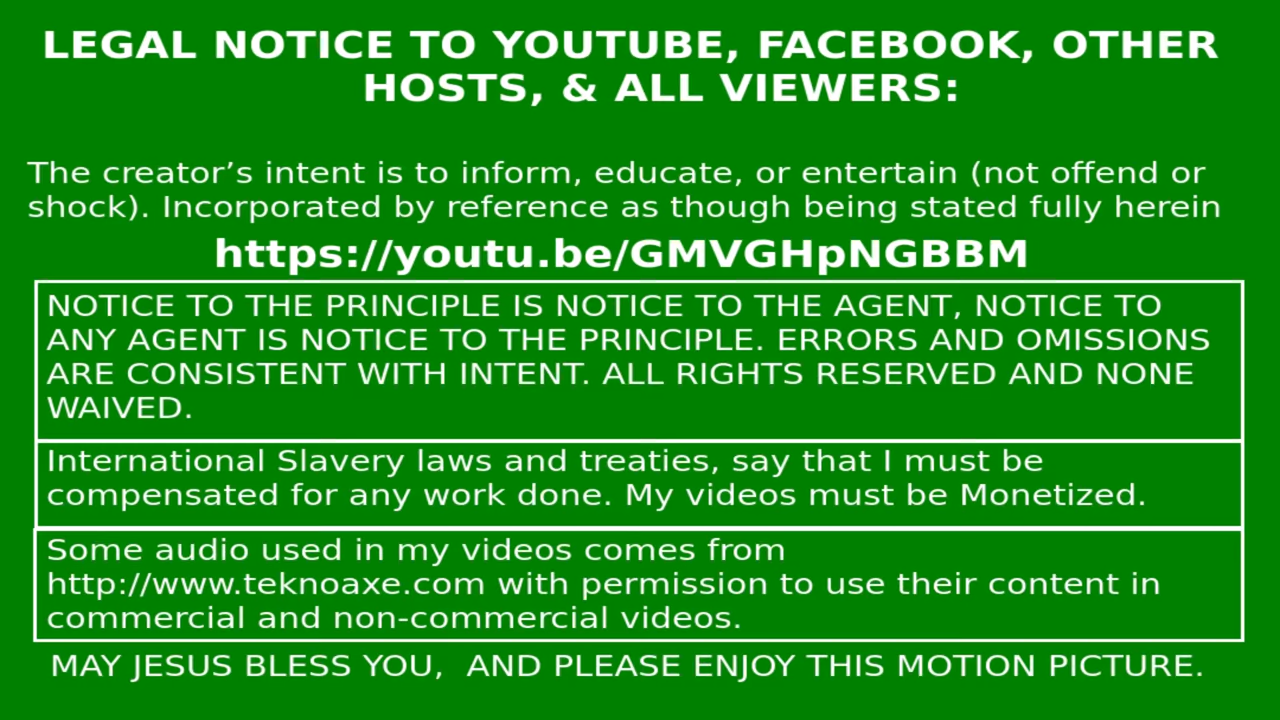 LEGAL NOTICE TO YOUTUBE, FACEBOOK, OTHER
HOSTS, & ALL VIEWERS:
The creator’s intent is to inform, educate, or entertain (not offend or
shock). Incorporated by reference as though being stated fully herein
https://youtu.be/GMVGHpNGBBM
NOTICE TO THE PRINCIPLE IS NOTICE TO THE AGENT, NOTICE TO
ANY AGENT IS NOTICE TO THE PRINCIPLE. ERRORS AND OMISSIONS
ARE CONSISTENT WITH INTENT. ALL RIGHTS RESERVED AND NONE
WAIVED.
International Slavery laws and treaties, say that I must be
compensated for any work done. My videos must be Monetized.
Some audio used in my videos comes from
http://www.teknoaxe.com with permission to use their content in
commercial and non-commercial videos.
MAY JESUS BLESS YOU,  AND PLEASE ENJOY THIS MOTION PICTURE.